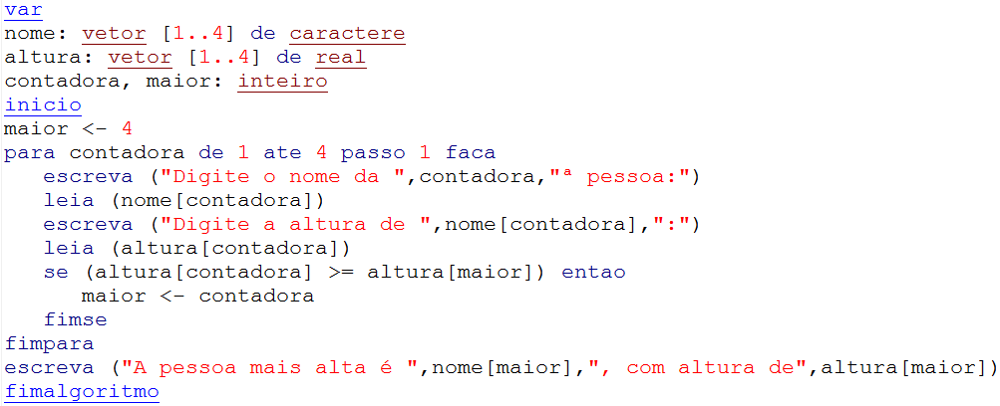 var
nome: vetor [1..4] de caractere
altura: vetor [1..4] de real
contadora, maior: inteiro
inicio
maior <- 4
para contadora de 1 ate 4 passo 1 faca
   escreva ("Digite o nome da ",contadora,"ª pessoa:")
   leia (nome[contadora])
   escreva ("Digite a altura de ",nome[contadora],":")
   leia (altura[contadora])
   se (altura[contadora] >= altura[maior]) entao
      maior <- contadora
   fimse
fimpara
escreva ("A pessoa mais alta é ",nome[maior],", com altura de",altura[maior])
fimalgoritmo